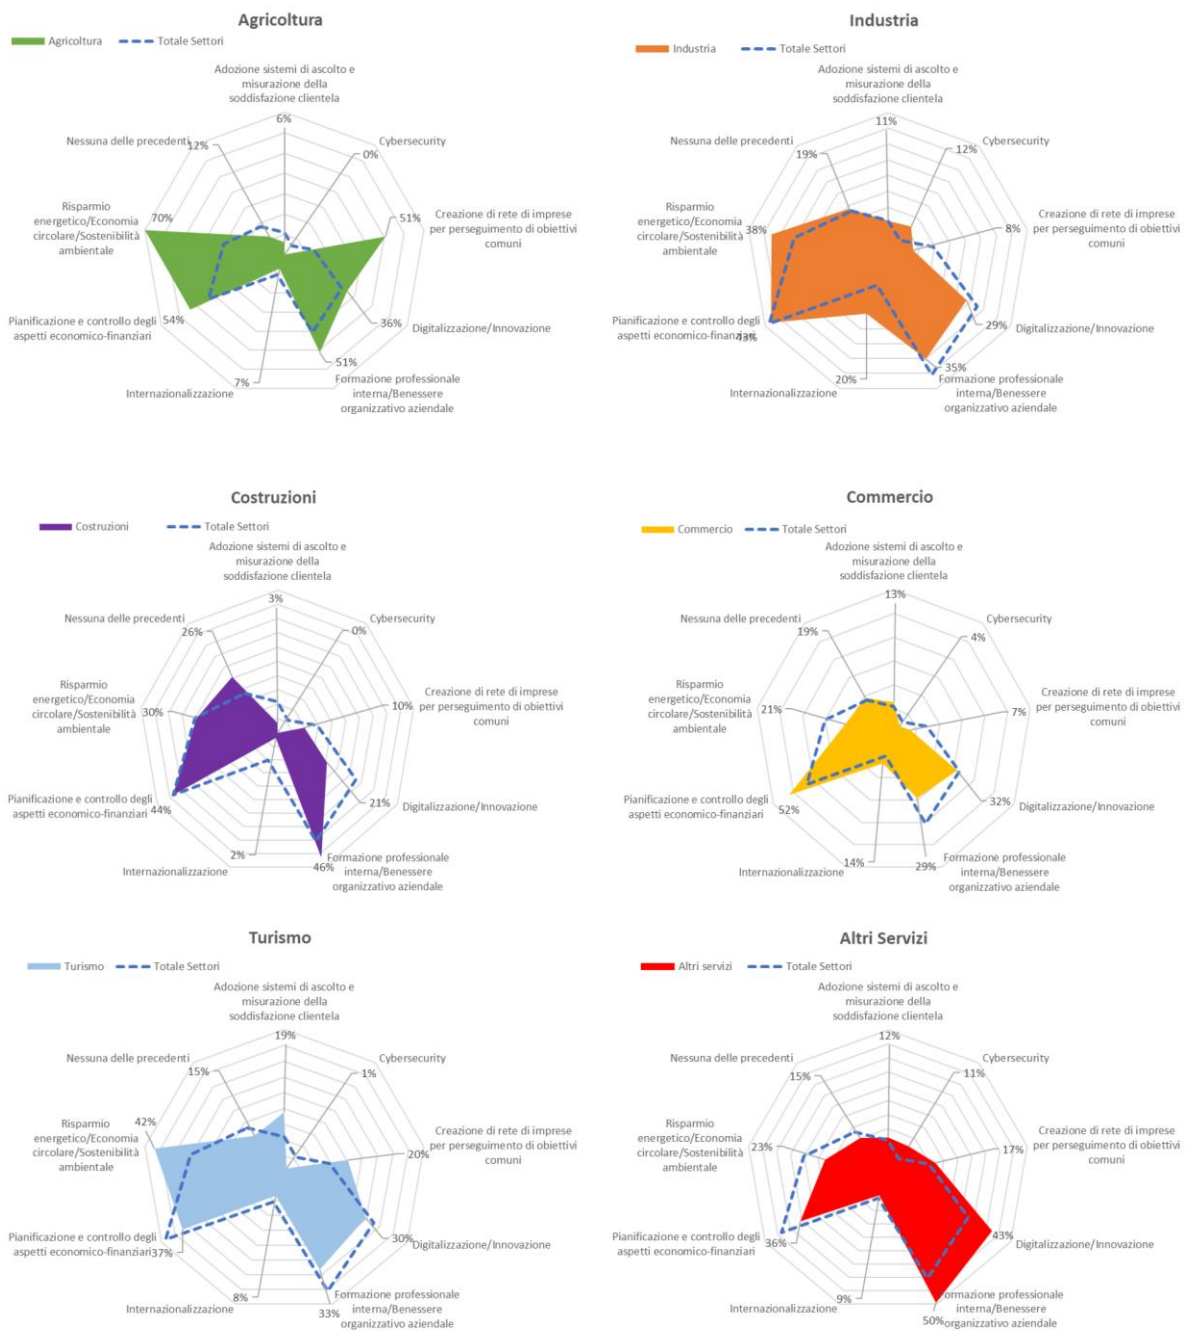 Agricoltura
Agricoltura
Totale Settori
Adozione sistemi di ascolto e
misurazione della
soddisfazione clientela
6%
Nessuna delle precedenti
12%
Cybersecurity
0%
Risparmio
energetico/Economia
circolare/Sostenibilità
ambientale
70%
51%
Creazione di rete di imprese
per perseguimento di obiettivi
comuni
Pianificazione e controllo degli
aspetti economico-finanziari
54%
36%
Digitalizzazione/Innovazione
Internazionalizzazione
7%
51%
Formazione professionale
interna/Benessere
organizzativo aziendale
Industria
Industria
Totale Settori
Adozione sistemi di ascolto e
misurazione della
soddisfazione clientela
11%
Nessuna delle precedenti
19%
Cybersecurity
12%
Risparmio
energetico/Economia
circolare/Sostenibilità
ambientale
38%
8%
Creazione di rete di imprese
per perseguimento di obiettivi
comuni
Pianificazione e controllo degli
aspetti economico-finanziari
43%
29%
Digitalizzazione/Innovazione
Internazionalizzazione
20%
35%
Formazione professionale
interna/Benessere
organizzativo aziendale
Costruzioni
Costruzioni
Totale Settori
Adozione sistemi di ascolto e
misurazione della
soddisfazione clientela
3%
Nessuna delle precedenti
26%
Cybersecurity
0%
Risparmio
energetico/Economia
circolare/Sostenibilità
ambientale
30%
10%
Creazione di rete di imprese
per perseguimento di obiettivi
comuni
Pianificazione e controllo degli
aspetti economico-finanziari
44%
21%
Digitalizzazione/Innovazione
Internazionalizzazione
2%
46%
Formazione professionale
interna/Benessere
organizzativo aziendale
Commercio
Commercio
Totale Settori
Adozione sistemi di ascolto e
misurazione della
soddisfazione clientela
13%
Nessuna delle precedenti
19%
Cybersecurity
4%
Risparmio
energetico/Economia
circolare/Sostenibilità
ambientale
21%
7%
Creazione di rete di imprese
per perseguimento di obiettivi
comuni
Pianificazione e controllo degli
aspetti economico-finanziari
52%
32%
Digitalizzazione/Innovazione
Internazionalizzazione
14%
29%
Formazione professionale
interna/Benessere
organizzativo aziendale
Turismo
Turismo
Totale Settori
Adozione sistemi di ascolto e
misurazione della
soddisfazione clientela
19%
Nessuna delle precedenti
15%
Cybersecurity
1%
Risparmio
energetico/Economia
circolare/Sostenibilità
ambientale
42%
20%
Creazione di rete di imprese
per perseguimento di obiettivi
comuni
Pianificazione e controllo degli
aspetti economico-finanziari
37%
30%
Digitalizzazione/Innovazione
Internazionalizzazione
8%
33%
Formazione professionale
interna/Benessere
organizzativo aziendale
Altri Servizi
Altri servizi
Totale Settori
Adozione sistemi di ascolto e
misurazione della
soddisfazione clientela
12%
Nessuna delle precedenti
15%
Cybersecurity
11%
Risparmio
energetico/Economia
circolare/Sostenibilità
ambientale
23%
17%
Creazione di rete di imprese
per perseguimento di obiettivi
comuni
Pianificazione e controllo degli
aspetti economico-finanziari
36%
43%
Digitalizzazione/Innovazione
Internazionalizzazione
9%
50%
Formazione professionale
interna/Benessere
organizzativo aziendale